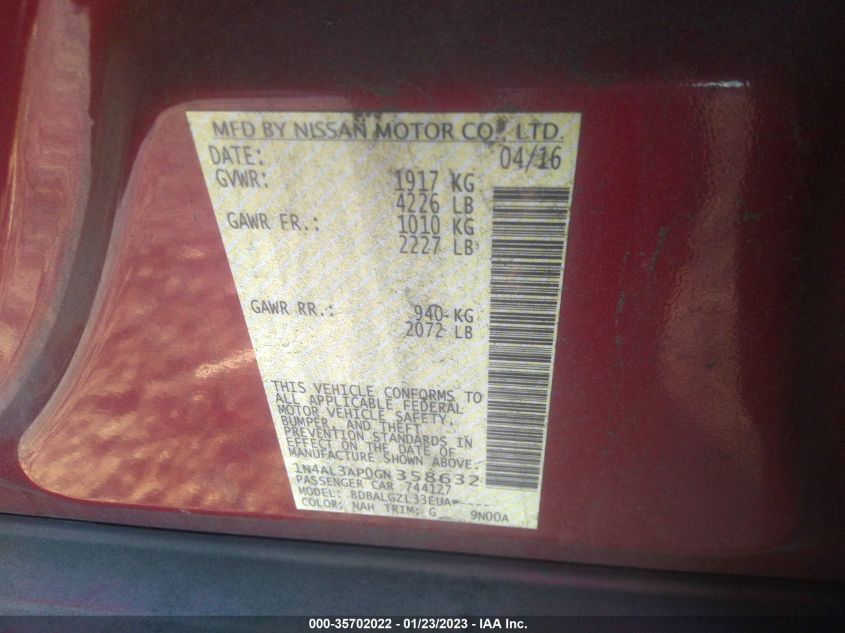 MFD BY NISSAN MOTOR CO., LTD.
DATE: 04/16
GVWR: 1917 KG
4226 LB
GAWR FR.: 1010 KG
2227 LB
GAWR RR.: 940 KG
2072 LB
THIS VEHICLE CONFORMS TO
ALL APPLICABLE FEDERAL
MOTOR VEHICLE SAFETY,
BUMPER, AND THEFT
PREVENTION STANDARDS IN
EFFECT ON THE DATE OF
MANUFACTURE SHOWN ABOVE.
1N4AL3AP0GN358632
PASSENGER CAR 744127
MODEL: BDBALGZL33EUA-----
COLOR: NAH TRIM: G 9N00A
000-35702022 - 01/23/2023 - IAA Inc.